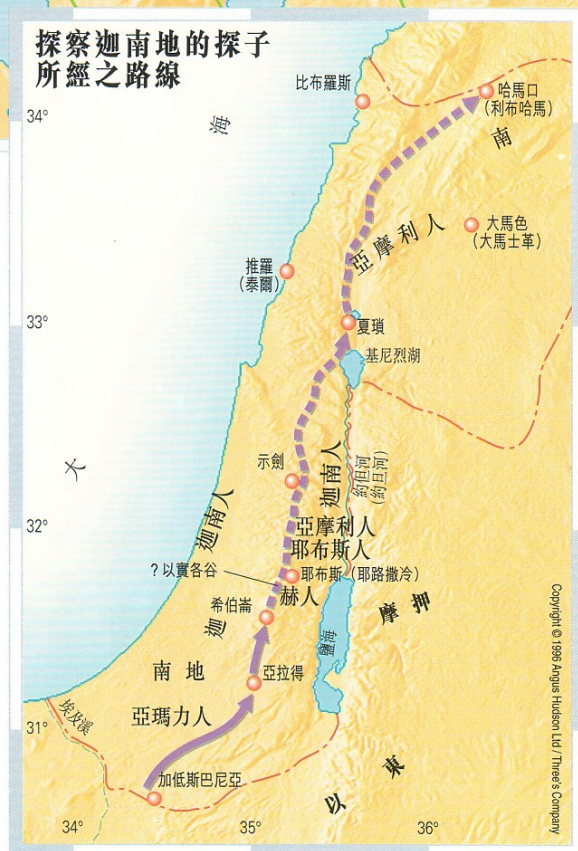 探察迦南地的探子
所經之路線
比布羅斯
哈馬口
(利布哈馬)
34°
海
南
大馬色
(大馬士革)
亞摩利人
推羅
(泰爾)
33°
夏瑣
基尼烈湖
示劍
迦南人
約但河
(約旦河)
大
迦南人
32°
亞摩利人
耶布斯人
?以實各谷
耶布斯(耶路撒冷)
赫人
希伯崙
迦
鹽海
摩押
南地
亞拉得
亞瑪力人
埃及溪
31°
加低斯巴尼亞
以東
34°
35°
36°
Copyright © 1996 Angus Hudson Ltd / Three's Company